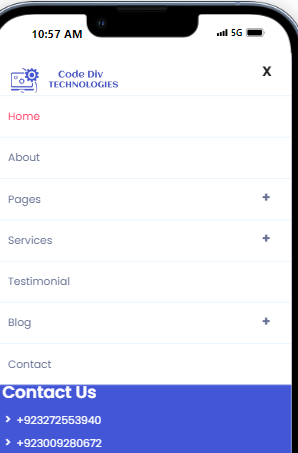 10:57 AM
5G
Code Div
TECHNOLOGIES
X
Home
About
Pages +
Services +
Testimonial
Blog +
Contact
Contact Us
+923272553940
+923009280672